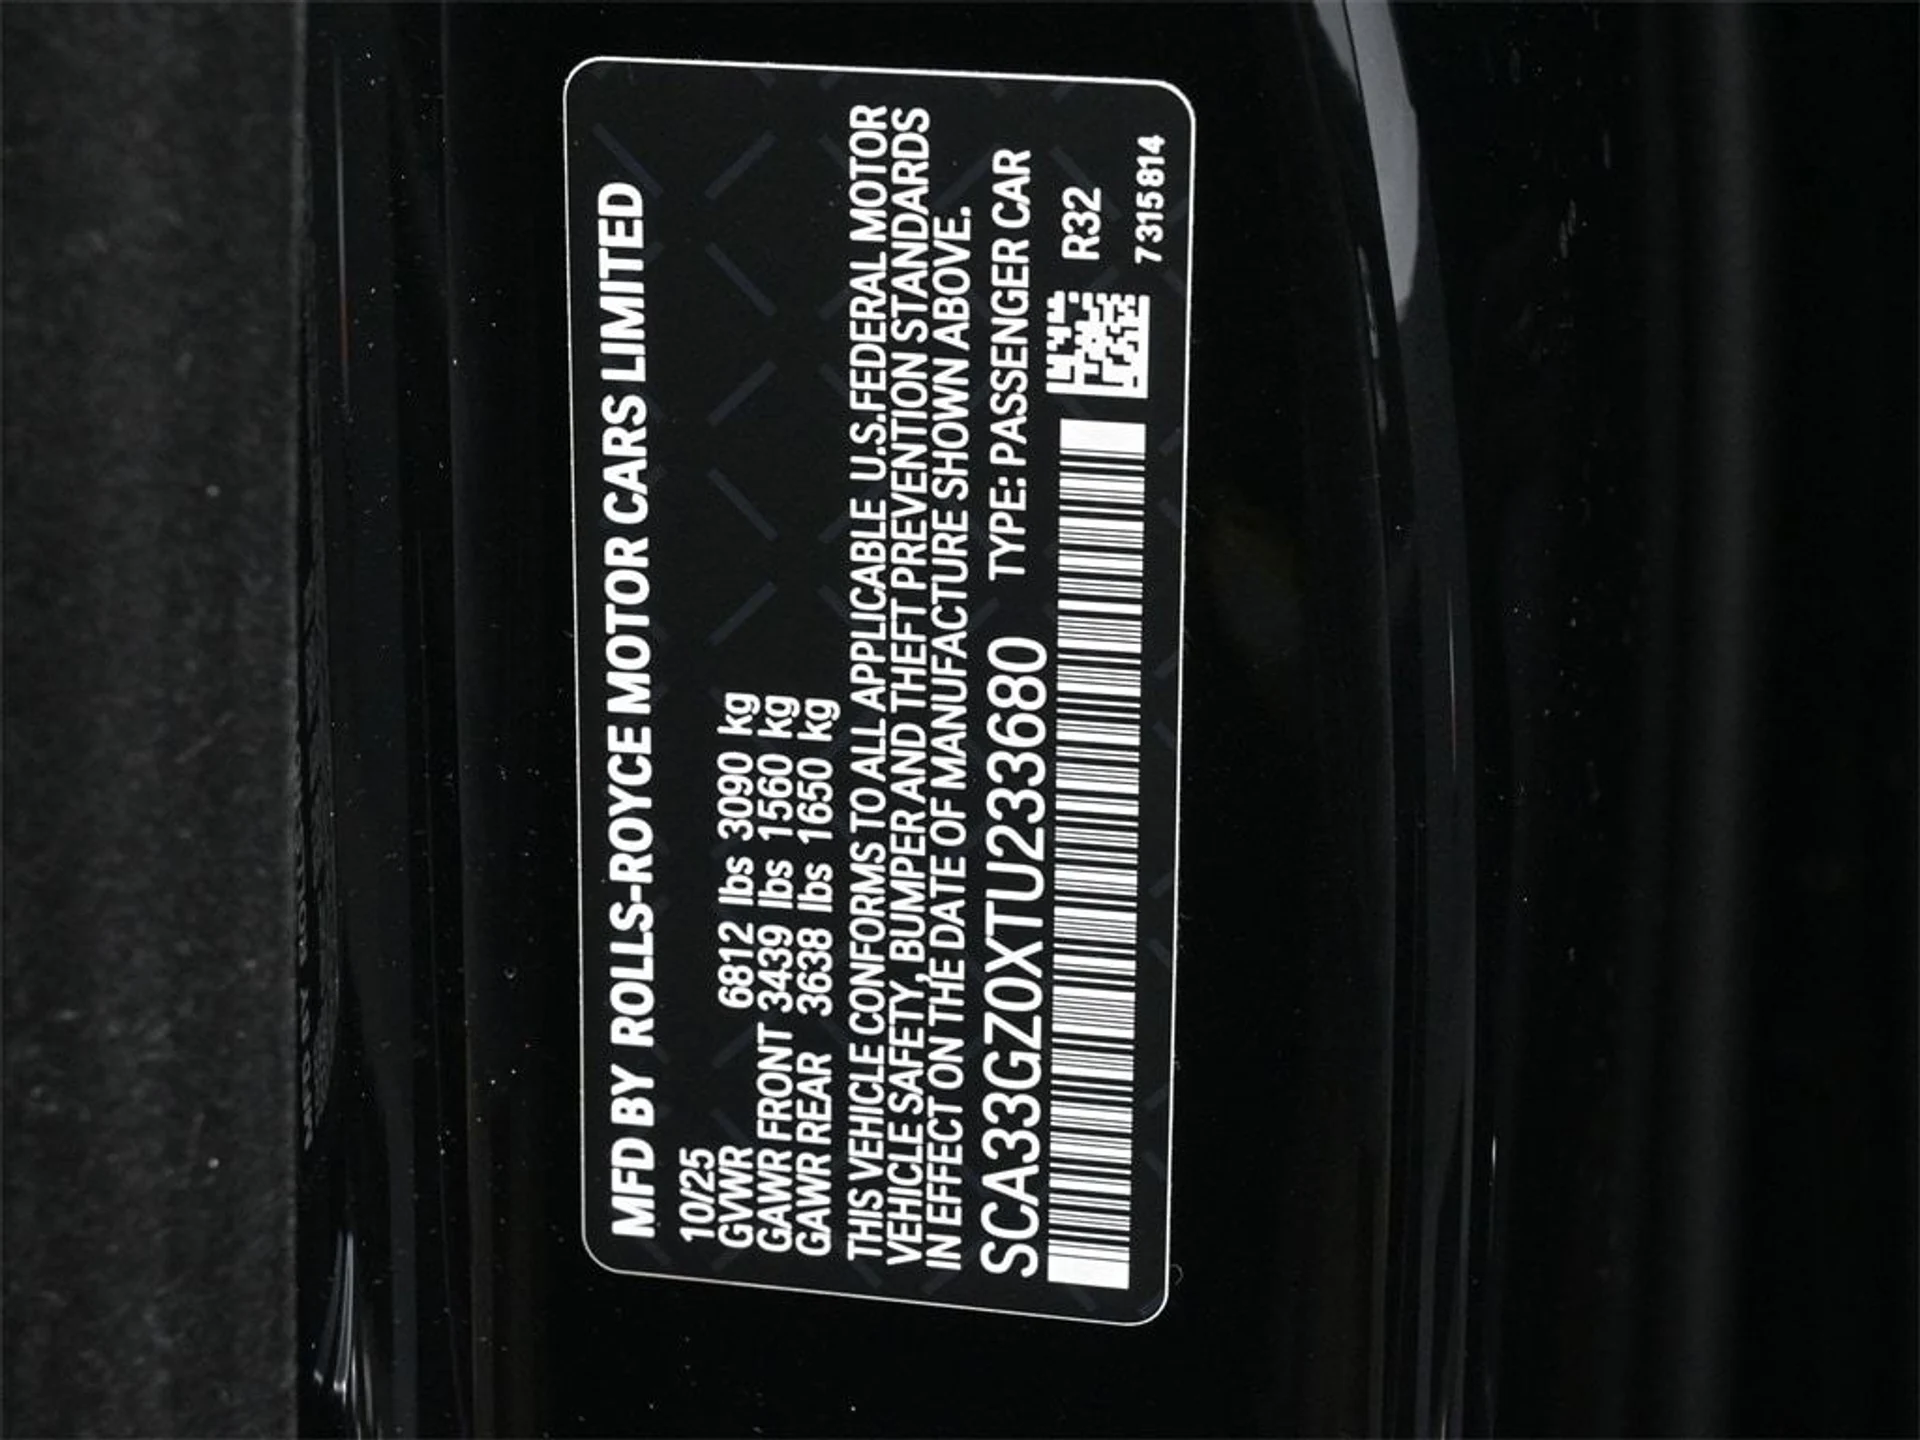 MFD BY ROLLS-ROYCE MOTOR CARS LIMITED
10/25
GVWR 6812 lbs 3090 kg
GAWR FRONT 3439 lbs 1560 kg
GAWR REAR 3638 lbs 1650 kg
THIS VEHICLE CONFORMS TO ALL APPLICABLE U.S.FEDERAL MOTOR
VEHICLE SAFETY, BUMPER AND THEFT PREVENTION STANDARDS
IN EFFECT ON THE DATE OF MANUFACTURE SHOWN ABOVE.
SCA33GZ0XTU233680 TYPE: PASSENGER CAR
R32
7315814